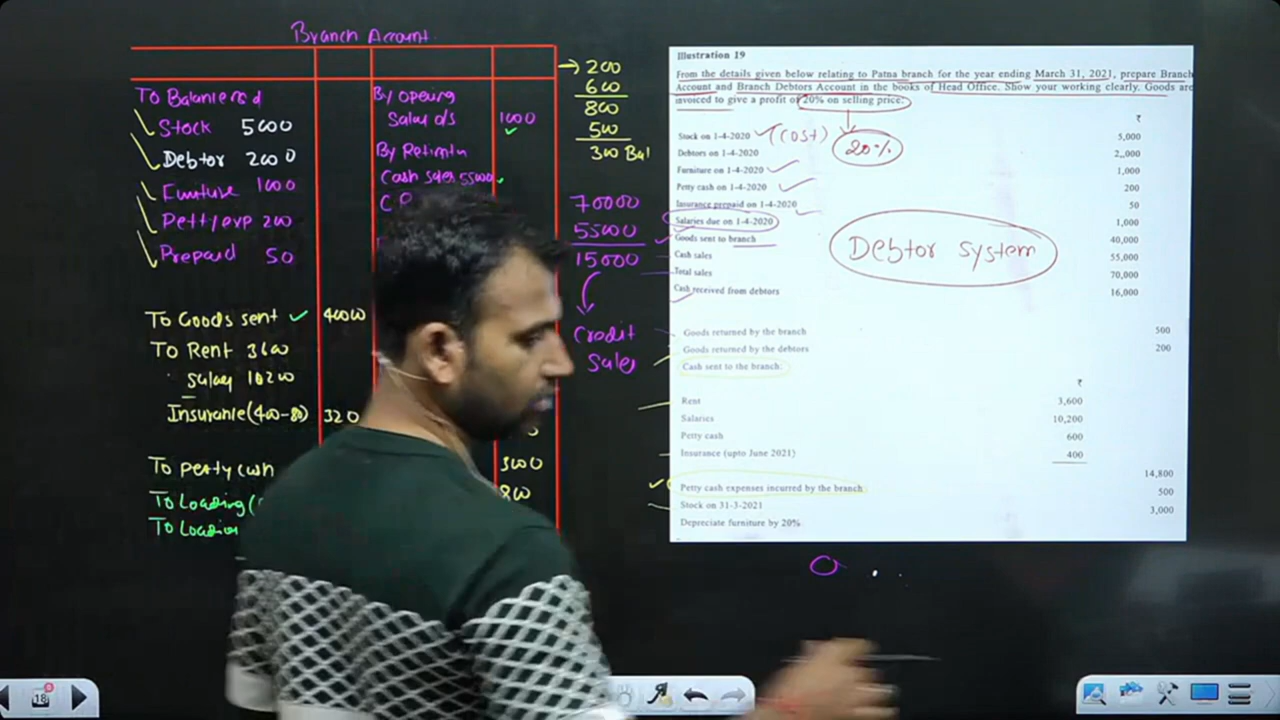 Branch Account
To Balance b d
Stock 5000
Debtor 2000
Furniture 1000
Petty exp 200
Prepaid 50
To Goods sent 40000
To Rent 3600
Salary 10200
Insurance (400-80) 320
To petty cash
To Loading (
To Loadin
By Opening
Salary o/s 1000
By Remittan
Cash sales 55000
3000
800
→ 200
600
800
500
300 Bal
70000
55000
15000
Credit
Sales
Illustration 19
From the details given below relating to Patna branch for the year ending March 31, 2021, prepare Branch
Account and Branch Debtors Account in the books of Head Office. Show your working clearly. Goods are
invoiced to give a profit of 20% on selling price:
₹
Stock on 1-4-2020 (Cost) 20% 5,000
Debtors on 1-4-2020 2,000
Furniture on 1-4-2020 1,000
Petty cash on 1-4-2020 200
Insurance prepaid on 1-4-2020 50
Salaries due on 1-4-2020 1,000
Goods sent to branch 40,000
Debtor System
Cash sales 55,000
Total sales 70,000
Cash received from debtors 16,000
Goods returned by the branch 500
Goods returned by the debtors 200
Cash sent to the branch:
₹
Rent 3,600
Salaries 10,200
Petty cash 600
Insurance (upto June 2021) 400
14,800
Petty cash expenses incurred by the branch 500
Stock on 31-3-2021 3,000
Depreciate furniture by 20%
18